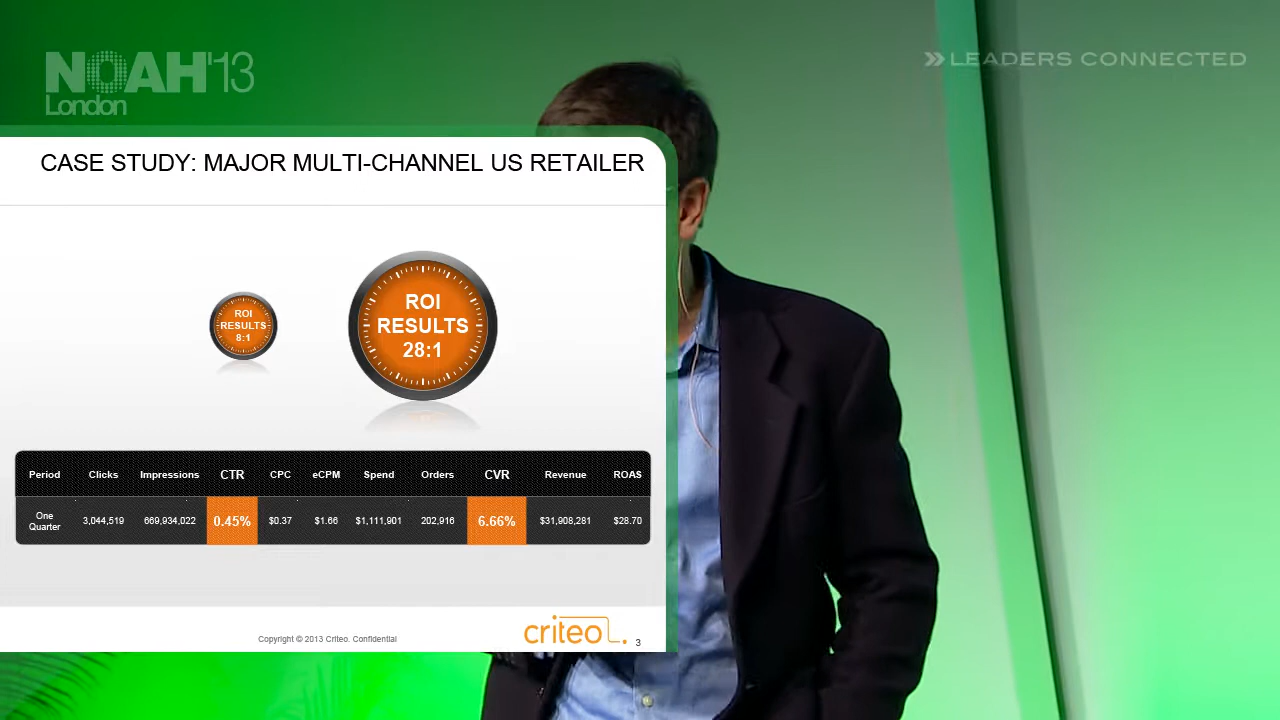 NOAH'13
London
LEADERS CONNECTED
CASE STUDY: MAJOR MULTI-CHANNEL US RETAILER
ROI
RESULTS
8:1
ROI
RESULTS
28:1
Period Clicks Impressions CTR CPC eCPM Spend Orders CVR Revenue ROAS
One
Quarter 3,044,519 669,934,022 0.45% $0.37 $1.66 $1,111,901 202,916 6.66% $31,908,281 $28.70
Copyright © 2013 Criteo. Confidential
criteo
3